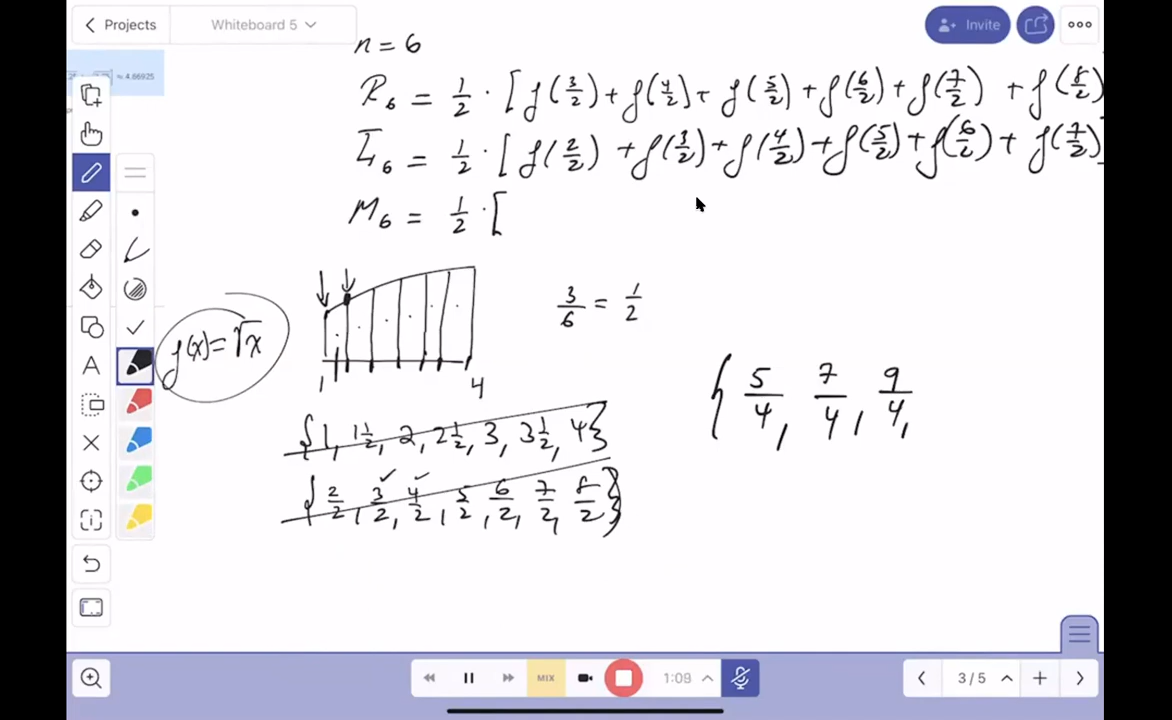 Projects Whiteboard 5 Invite
≈ 4.66925
n = 6
R₆ = 1/2 · [ f(3/2) + f(4/2) + f(5/2) + f(6/2) + f(7/2) + f(8/2)
L₆ = 1/2 · [ f(2/2) + f(3/2) + f(4/2) + f(5/2) + f(6/2) + f(7/2)]
M₆ = 1/2 · [
3/6 = 1/2
f(x) = √x
1 4
{ 5/4, 7/4, 9/4,
{1, 1 1/2, 2, 2 1/2, 3, 3 1/2, 4}
{ 2/2, 3/2, 4/2, 5/2, 6/2, 7/2, 8/2 }
A
MIX 1:09 3/5